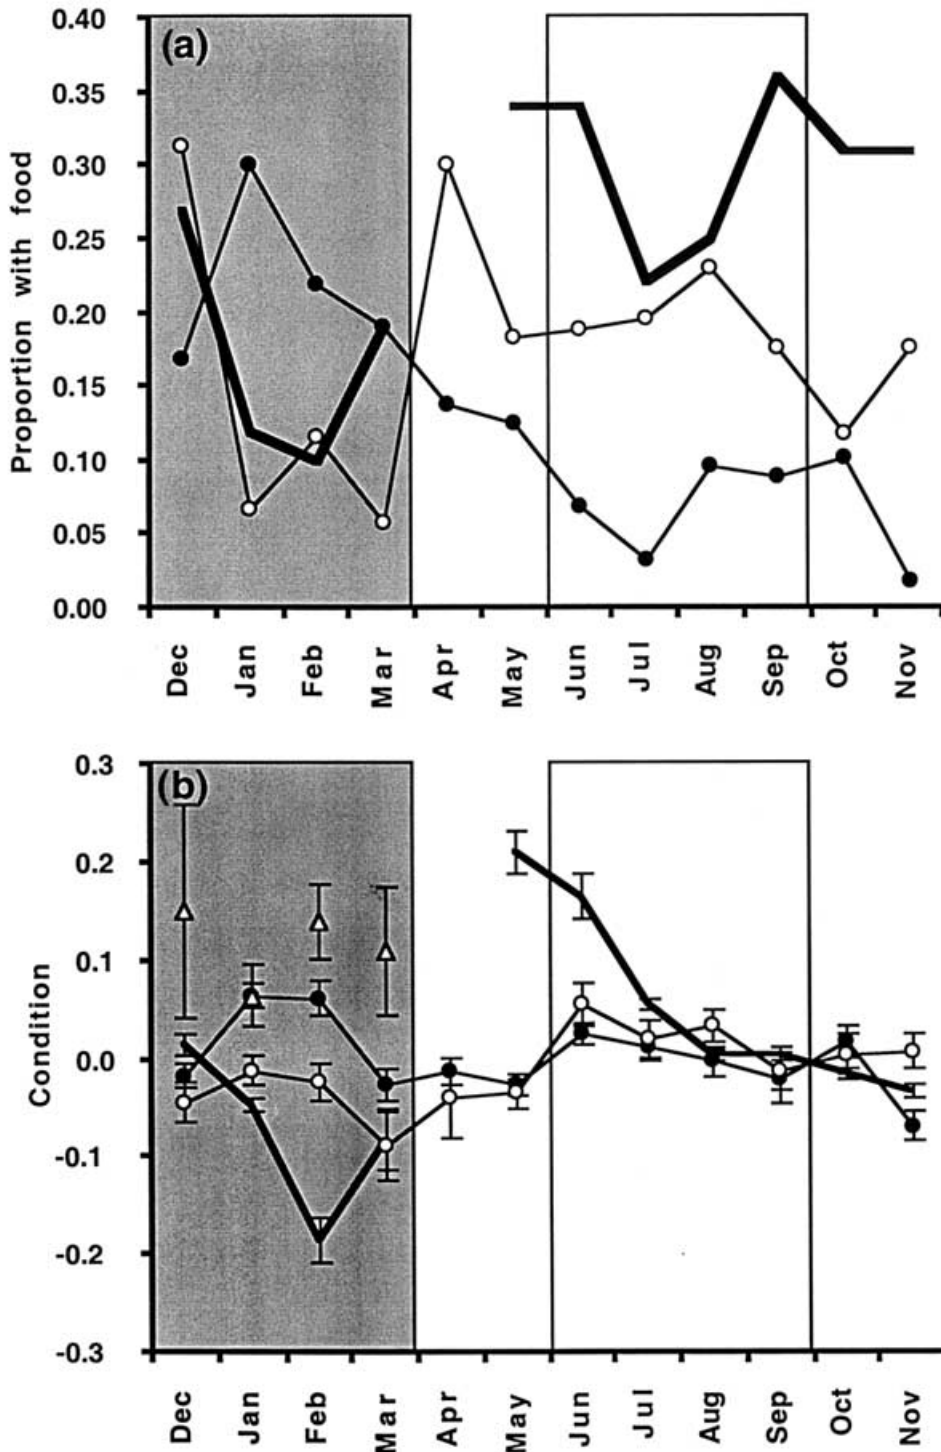 (a)
Proportion with food
0.40
0.35
0.30
0.25
0.20
0.15
0.10
0.05
0.00
Dec
Jan
Feb
Mar
Apr
May
Jun
Jul
Aug
Sep
Oct
Nov
(b)
Condition
0.3
0.2
0.1
0.0
-0.1
-0.2
-0.3
Dec
Jan
Feb
Mar
Apr
May
Jun
Jul
Aug
Sep
Oct
Nov